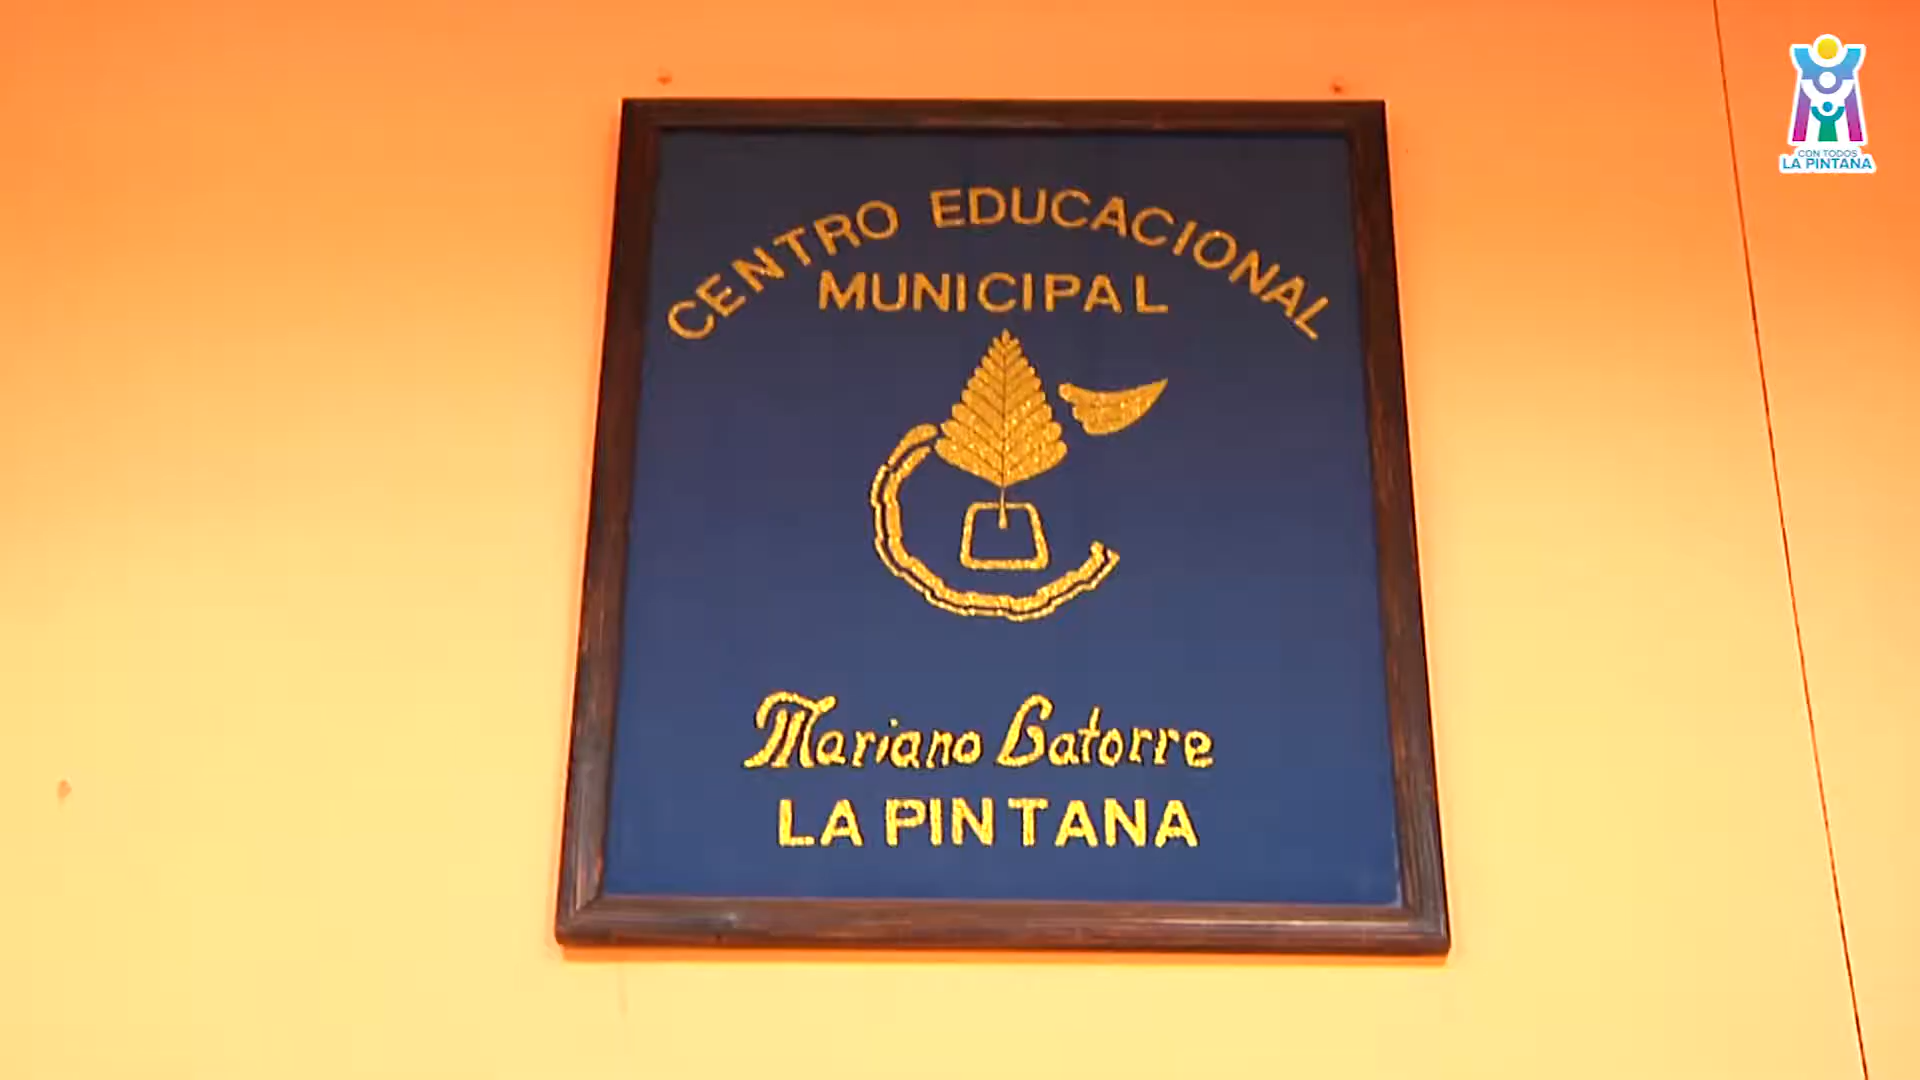 CENTRO EDUCACIONAL
MUNICIPAL
Mariano Latorre
LA PINTANA
CON TODOS
LA PINTANA